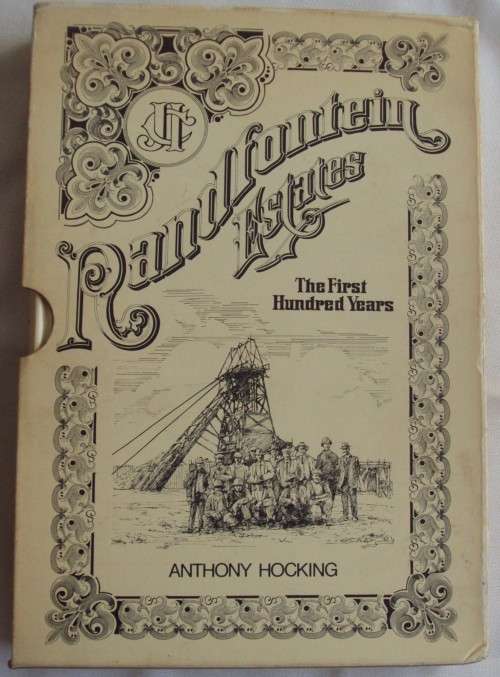 Randfontein
Estates
The First
Hundred Years
ANTHONY HOCKING